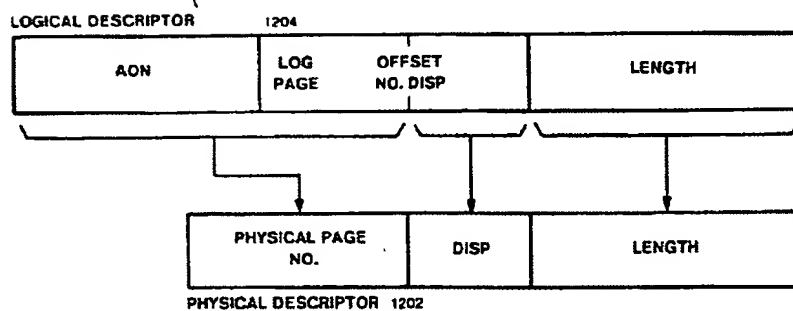 LOGICAL DESCRIPTOR 1204
AON
LOG OFFSET
PAGE NO. DISP
LENGTH
PHYSICAL PAGE
NO.
DISP
LENGTH
PHYSICAL DESCRIPTOR 1202